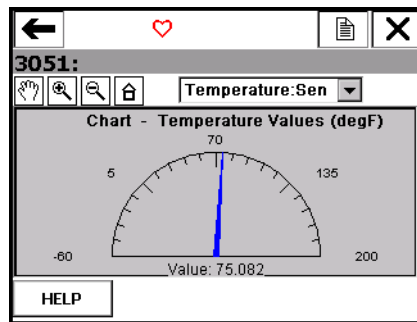 3051:
Temperature:Sen
Chart - Temperature Values (degF)
70
5
135
-60
200
Value: 75.082
HELP